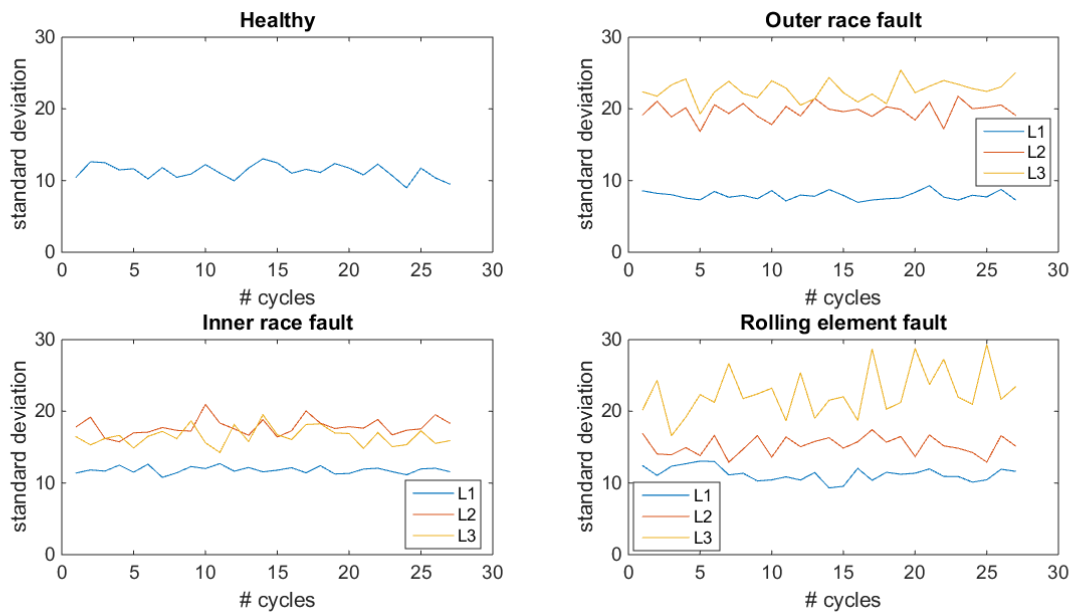 Healthy
30
20
10
0
standard deviation
0 5 10 15 20 25 30
# cycles
Outer race fault
30
20
10
0
standard deviation
L1
L2
L3
0 5 10 15 20 25 30
# cycles
Inner race fault
30
20
10
0
standard deviation
L1
L2
L3
0 5 10 15 20 25 30
# cycles
Rolling element fault
30
20
10
0
standard deviation
L1
L2
L3
0 5 10 15 20 25 30
# cycles